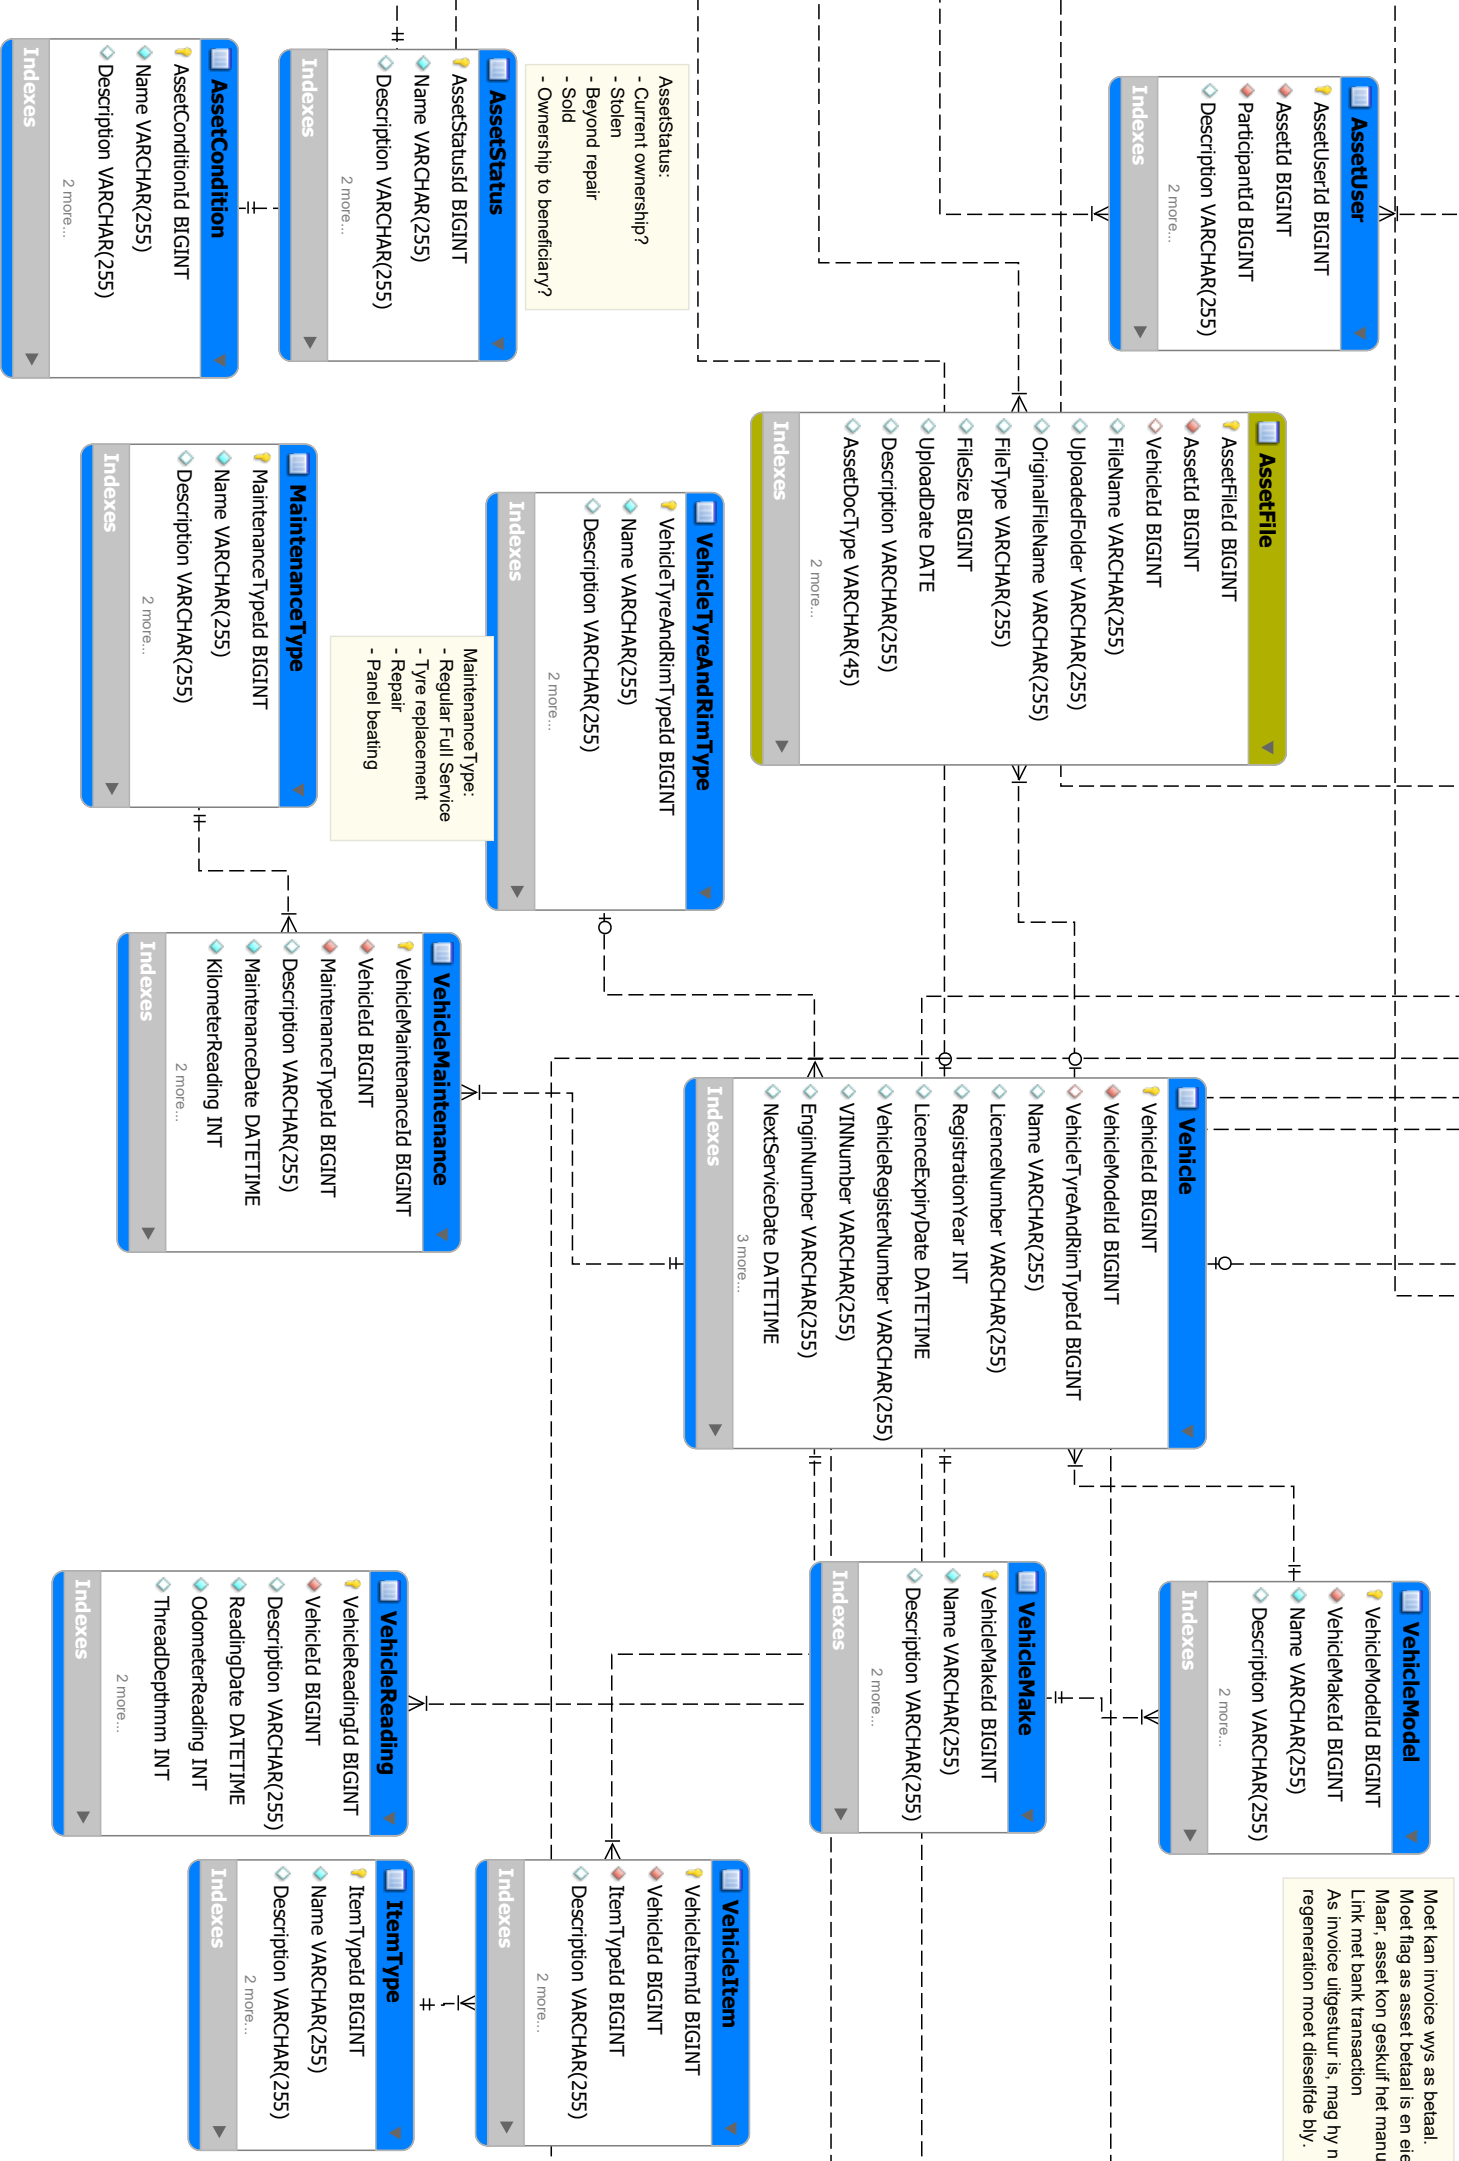 AssetUser
AssetUserId BIGINT
AssetId BIGINT
ParticipantId BIGINT
Description VARCHAR(255)
2 more...
Indexes
AssetFile
AssetFileId BIGINT
AssetId BIGINT
VehicleId BIGINT
FileName VARCHAR(255)
UploadedFolder VARCHAR(255)
OriginalFileName VARCHAR(255)
FileType VARCHAR(255)
FileSize BIGINT
UploadDate DATE
Description VARCHAR(255)
AssetDocType VARCHAR(45)
2 more...
Indexes
Vehicle
VehicleId BIGINT
VehicleModelId BIGINT
VehicleTyreAndRimTypeId BIGINT
Name VARCHAR(255)
LicenceNumber VARCHAR(255)
RegistrationYear INT
LicenceExpiryDate DATETIME
VehicleRegisterNumber VARCHAR(255)
VINNumber VARCHAR(255)
EnginNumber VARCHAR(255)
NextServiceDate DATETIME
3 more...
Indexes
VehicleModel
VehicleModelId BIGINT
VehicleMakeId BIGINT
Name VARCHAR(255)
Description VARCHAR(255)
2 more...
Indexes
Moet kan invoice wys as betaal.
Moet flag as asset betaal is en eie
Maar, asset kon geskuif het manu
Link met bank transaction
As invoice uitgestuur is, mag hy n
regeneration moet dieselfde bly.
VehicleMake
VehicleMakeId BIGINT
Name VARCHAR(255)
Description VARCHAR(255)
2 more...
Indexes
AssetStatus:
- Current ownership?
- Stolen
- Beyond repair
- Sold
- Ownership to beneficiary?
VehicleTyreAndRimType
VehicleTyreAndRimTypeId BIGINT
Name VARCHAR(255)
Description VARCHAR(255)
2 more...
Indexes
VehicleItem
VehicleItemId BIGINT
VehicleId BIGINT
ItemTypeId BIGINT
Description VARCHAR(255)
2 more...
Indexes
AssetStatus
AssetStatusId BIGINT
Name VARCHAR(255)
Description VARCHAR(255)
2 more...
Indexes
MaintenanceType:
- Regular Full Service
- Tyre replacement
- Repair
- Panel beating
VehicleMaintenance
VehicleMaintenanceId BIGINT
VehicleId BIGINT
MaintenanceTypeId BIGINT
Description VARCHAR(255)
MaintenanceDate DATETIME
KilometerReading INT
2 more...
Indexes
VehicleReading
VehicleReadingId BIGINT
VehicleId BIGINT
Description VARCHAR(255)
ReadingDate DATETIME
OdometerReading INT
ThreadDepthmm INT
2 more...
Indexes
ItemType
ItemTypeId BIGINT
Name VARCHAR(255)
Description VARCHAR(255)
2 more...
Indexes
AssetCondition
AssetConditionId BIGINT
Name VARCHAR(255)
Description VARCHAR(255)
2 more...
Indexes
MaintenanceType
MaintenanceTypeId BIGINT
Name VARCHAR(255)
Description VARCHAR(255)
2 more...
Indexes